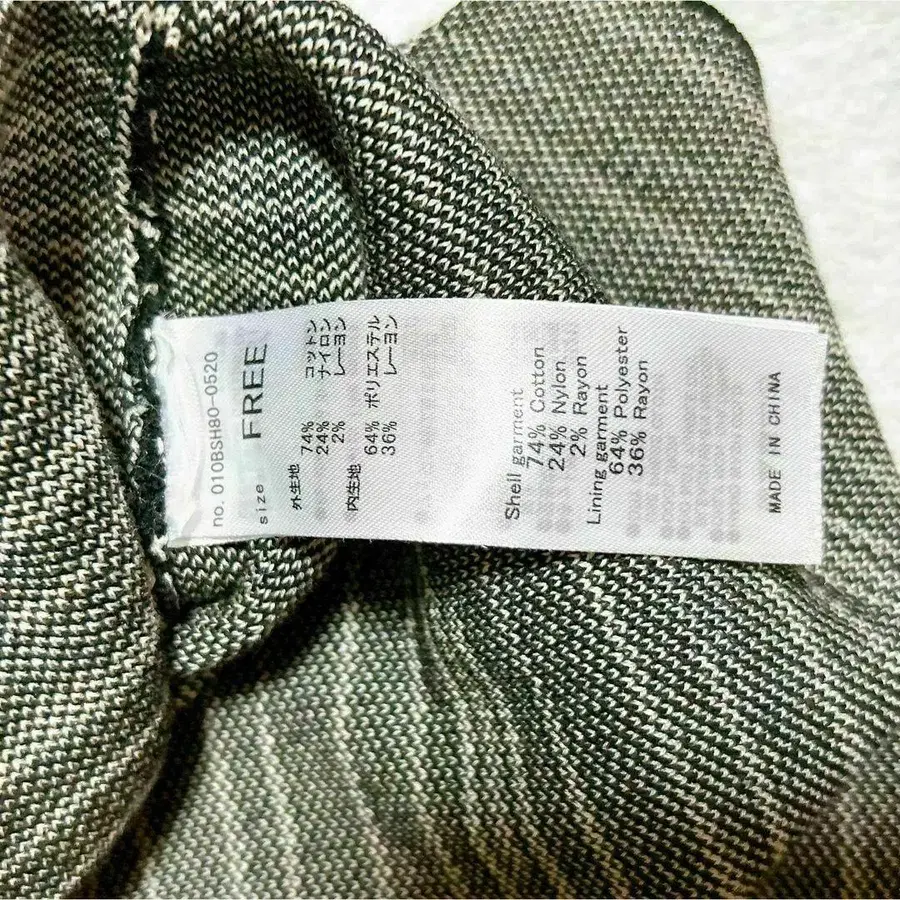 no. 010BSH80-0520
size FREE
外生地 74% コットン
24% ナイロン
2% レーヨン
内生地 64% ポリエステル
36% レーヨン
Shell garment
74% Cotton
24% Nylon
2% Rayon
Lining garment
64% Polyester
36% Rayon
MADE IN CHINA